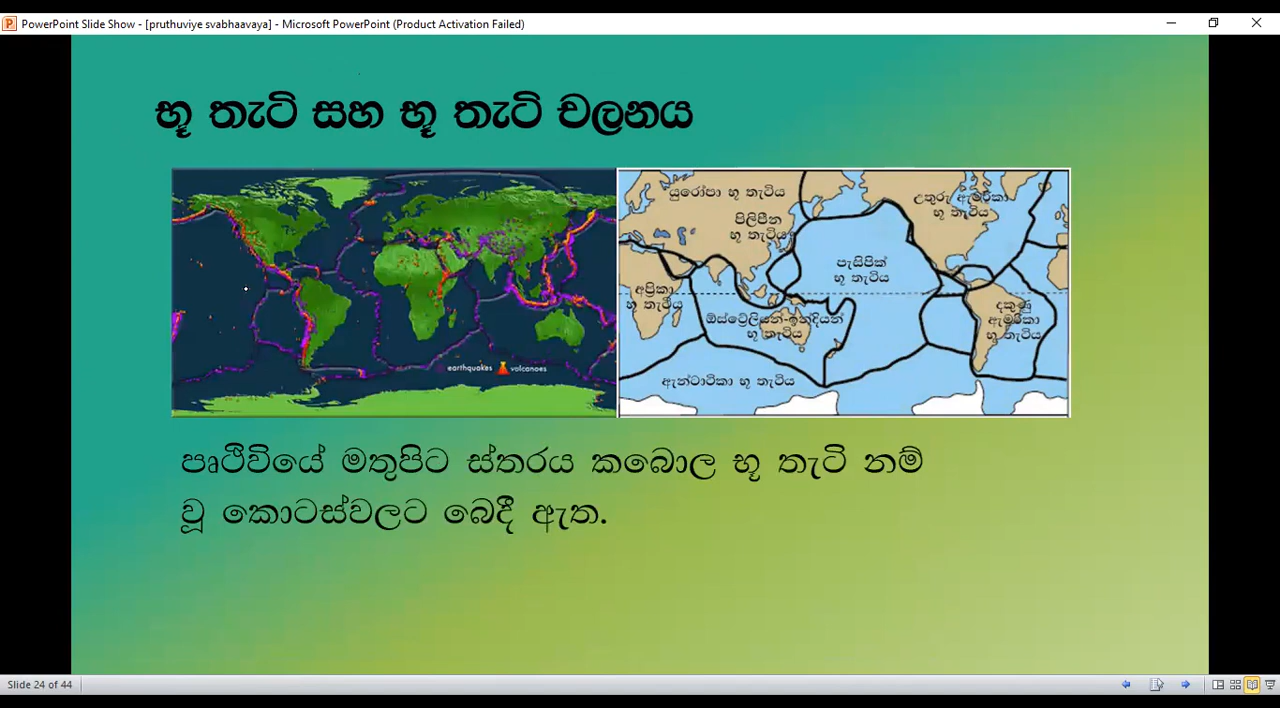 PowerPoint Slide Show - [pruthuviye svabhaavaya] - Microsoft PowerPoint (Product Activation Failed)
භූ තැටි සහ භූ තැටි චලනය
earthquakes
volcanoes
යුරෝපා භූ තැටිය
පිලිපීන
භූ තැටිය
උතුරු ඇමරිකා
භූ තැටිය
පැසිපික්
භූ තැටිය
අප්‍රිකා
භූ තැටිය
ඕස්ට්‍රේලියන්-ඉන්දියන්
භූ තැටිය
දකුණු
ඇමරිකා
භූ තැටිය
ඇන්ටාටිකා භූ තැටිය
පෘථිවියේ මතුපිට ස්තරය කබොල භූ තැටි නම්
වූ කොටස්වලට බෙදී ඇත.
Slide 24 of 44